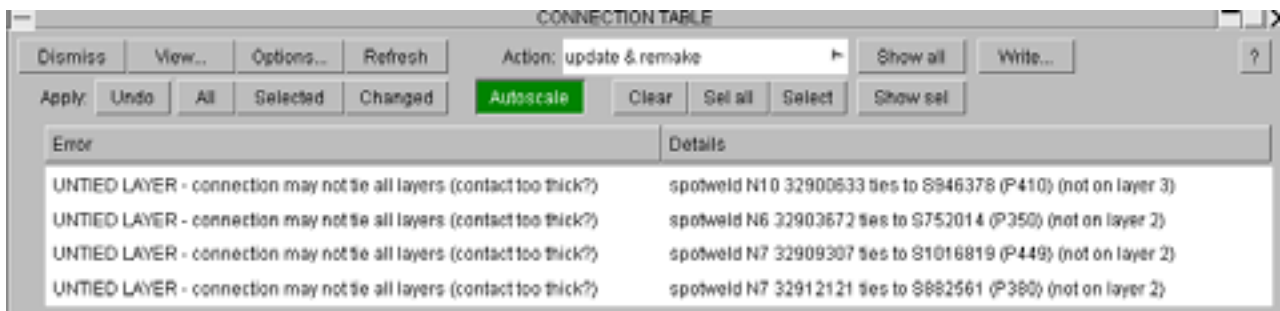 CONNECTION TABLE
Dismiss View... Options... Refresh Action: update & remake Show all Write... ?
Apply: Undo All Selected Changed Autoscale Clear Sel all Select Show sel
Error Details
UNTIED LAYER - connection may not tie all layers (contact too thick?) spotweld N10 32900633 ties to S946378 (P410) (not on layer 3)
UNTIED LAYER - connection may not tie all layers (contact too thick?) spotweld N6 32903672 ties to S752014 (P350) (not on layer 2)
UNTIED LAYER - connection may not tie all layers (contact too thick?) spotweld N7 32909307 ties to S1016819 (P449) (not on layer 2)
UNTIED LAYER - connection may not tie all layers (contact too thick?) spotweld N7 32912121 ties to S882561 (P380) (not on layer 2)